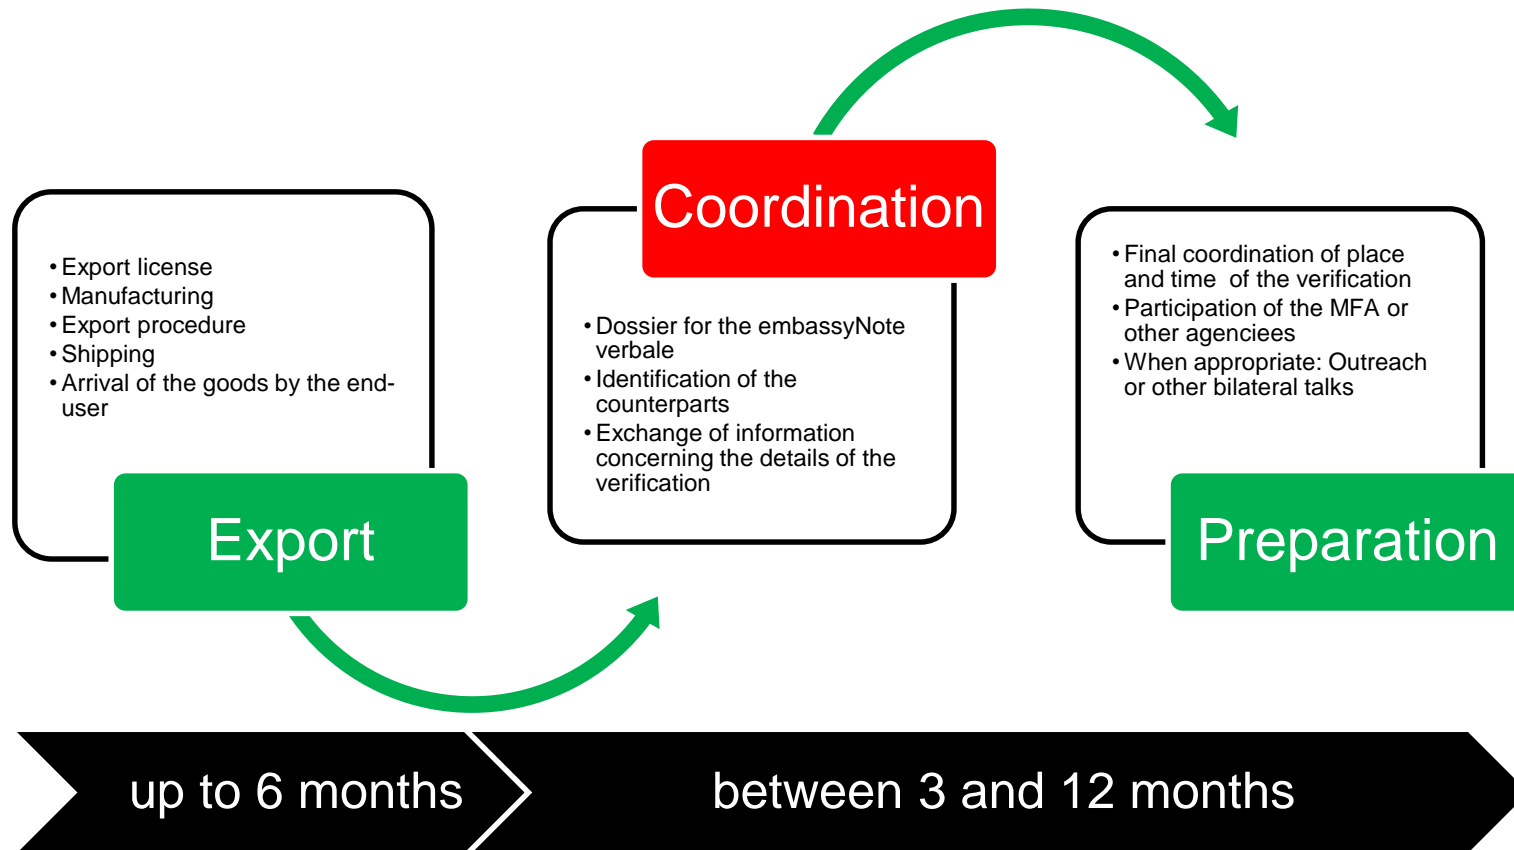 • Export license
• Manufacturing
• Export procedure
• Shipping
• Arrival of the goods by the end-
user
Export
Coordination
• Dossier for the embassyNote
verbale
• Identification of the
counterparts
• Exchange of information
concerning the details of the
verification
• Final coordination of place
and time  of the verification
• Participation of the MFA or
other agenciees
• When appropriate: Outreach
or other bilateral talks
Preparation
up to 6 months
between 3 and 12 months